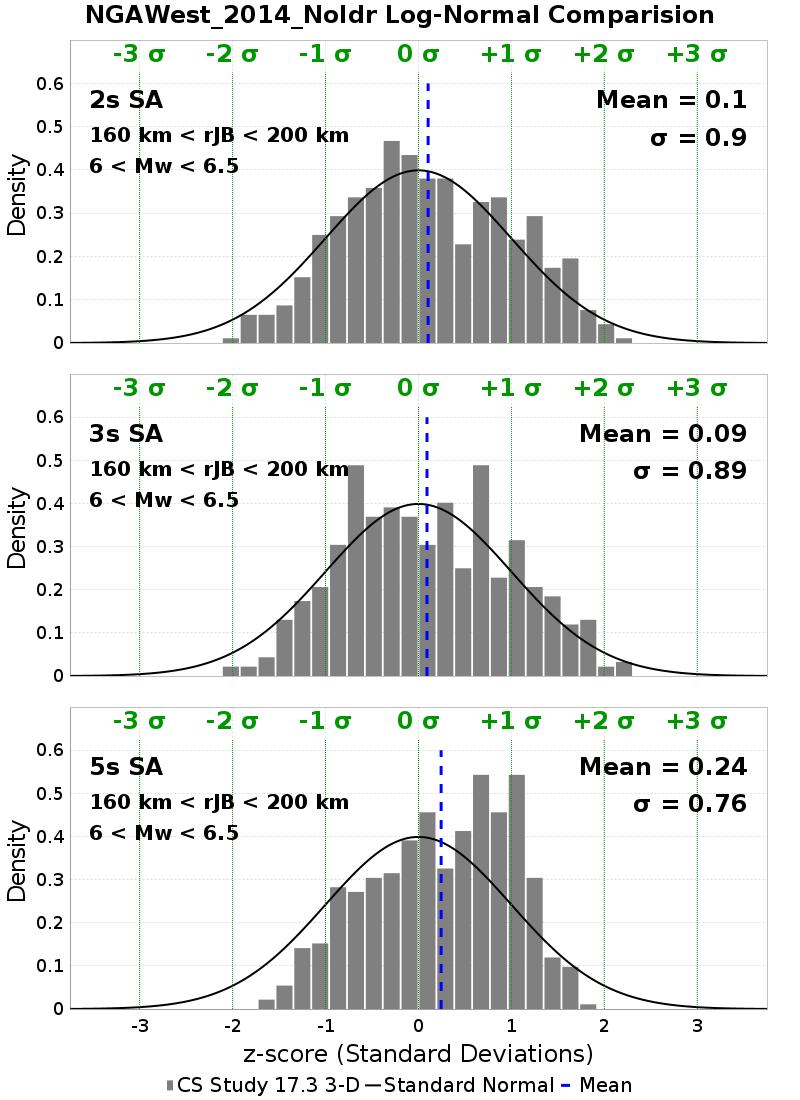 NGAWest_2014_NoIdr Log-Normal Comparision
-3 σ -2 σ -1 σ 0 σ +1 σ +2 σ +3 σ
0.6
2s SA Mean = 0.1
0.5
160 km < rJB < 200 km σ = 0.9
6 < Mw < 6.5
0.4
0.3
0.2
0.1
0
Density
-3 σ -2 σ -1 σ 0 σ +1 σ +2 σ +3 σ
0.6
3s SA Mean = 0.09
0.5
160 km < rJB < 200 km σ = 0.89
6 < Mw < 6.5
0.4
0.3
0.2
0.1
0
Density
-3 σ -2 σ -1 σ 0 σ +1 σ +2 σ +3 σ
0.6
5s SA Mean = 0.24
0.5
160 km < rJB < 200 km σ = 0.76
6 < Mw < 6.5
0.4
0.3
0.2
0.1
0
Density
-3 -2 -1 0 1 2 3
z-score (Standard Deviations)
CS Study 17.3 3-D Standard Normal Mean